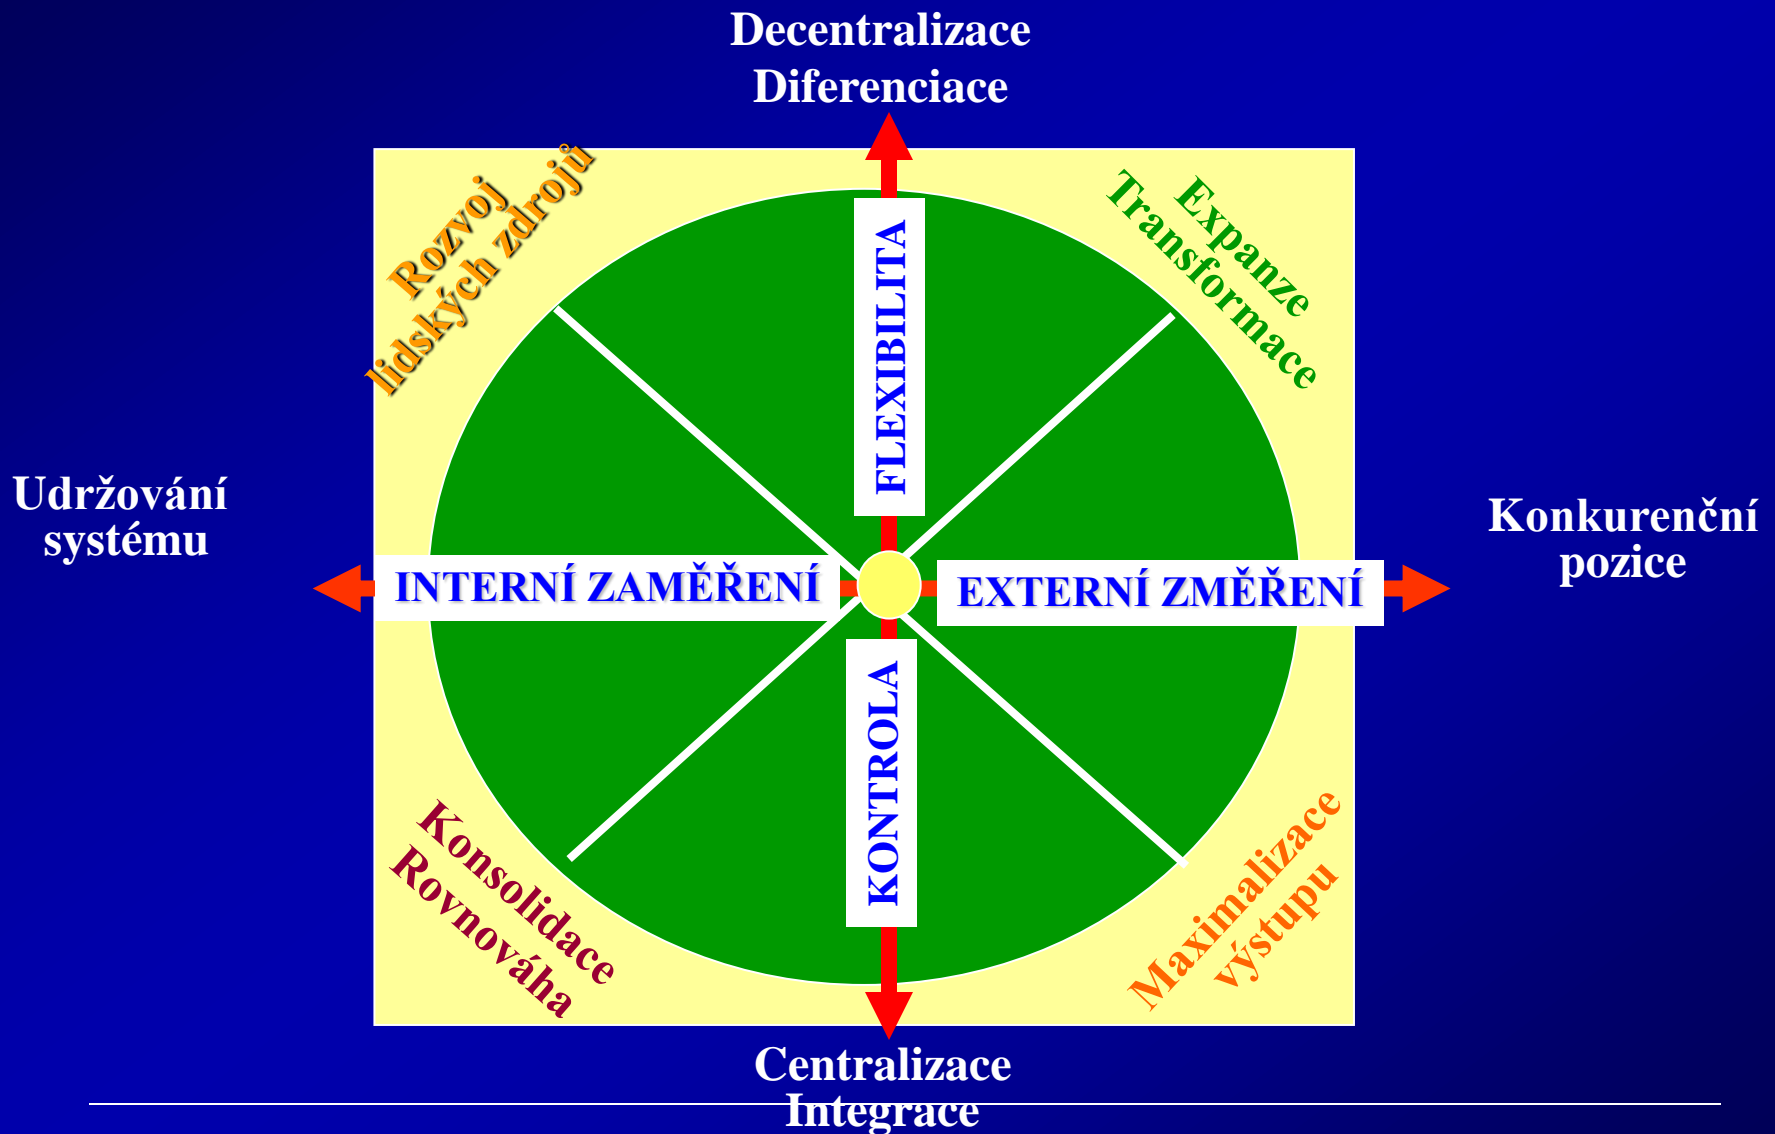 Decentralizace
Diferenciace
Rozvoj
lidských zdrojů
Expanze
Transformace
FLEXIBILITA
Udržování
systému
Konkurenční
pozice
INTERNÍ ZAMĚŘENÍ
EXTERNÍ ZMĚŘENÍ
KONTROLA
Konsolidace
Rovnováha
Maximalizace
výstupu
Centralizace
Integrace